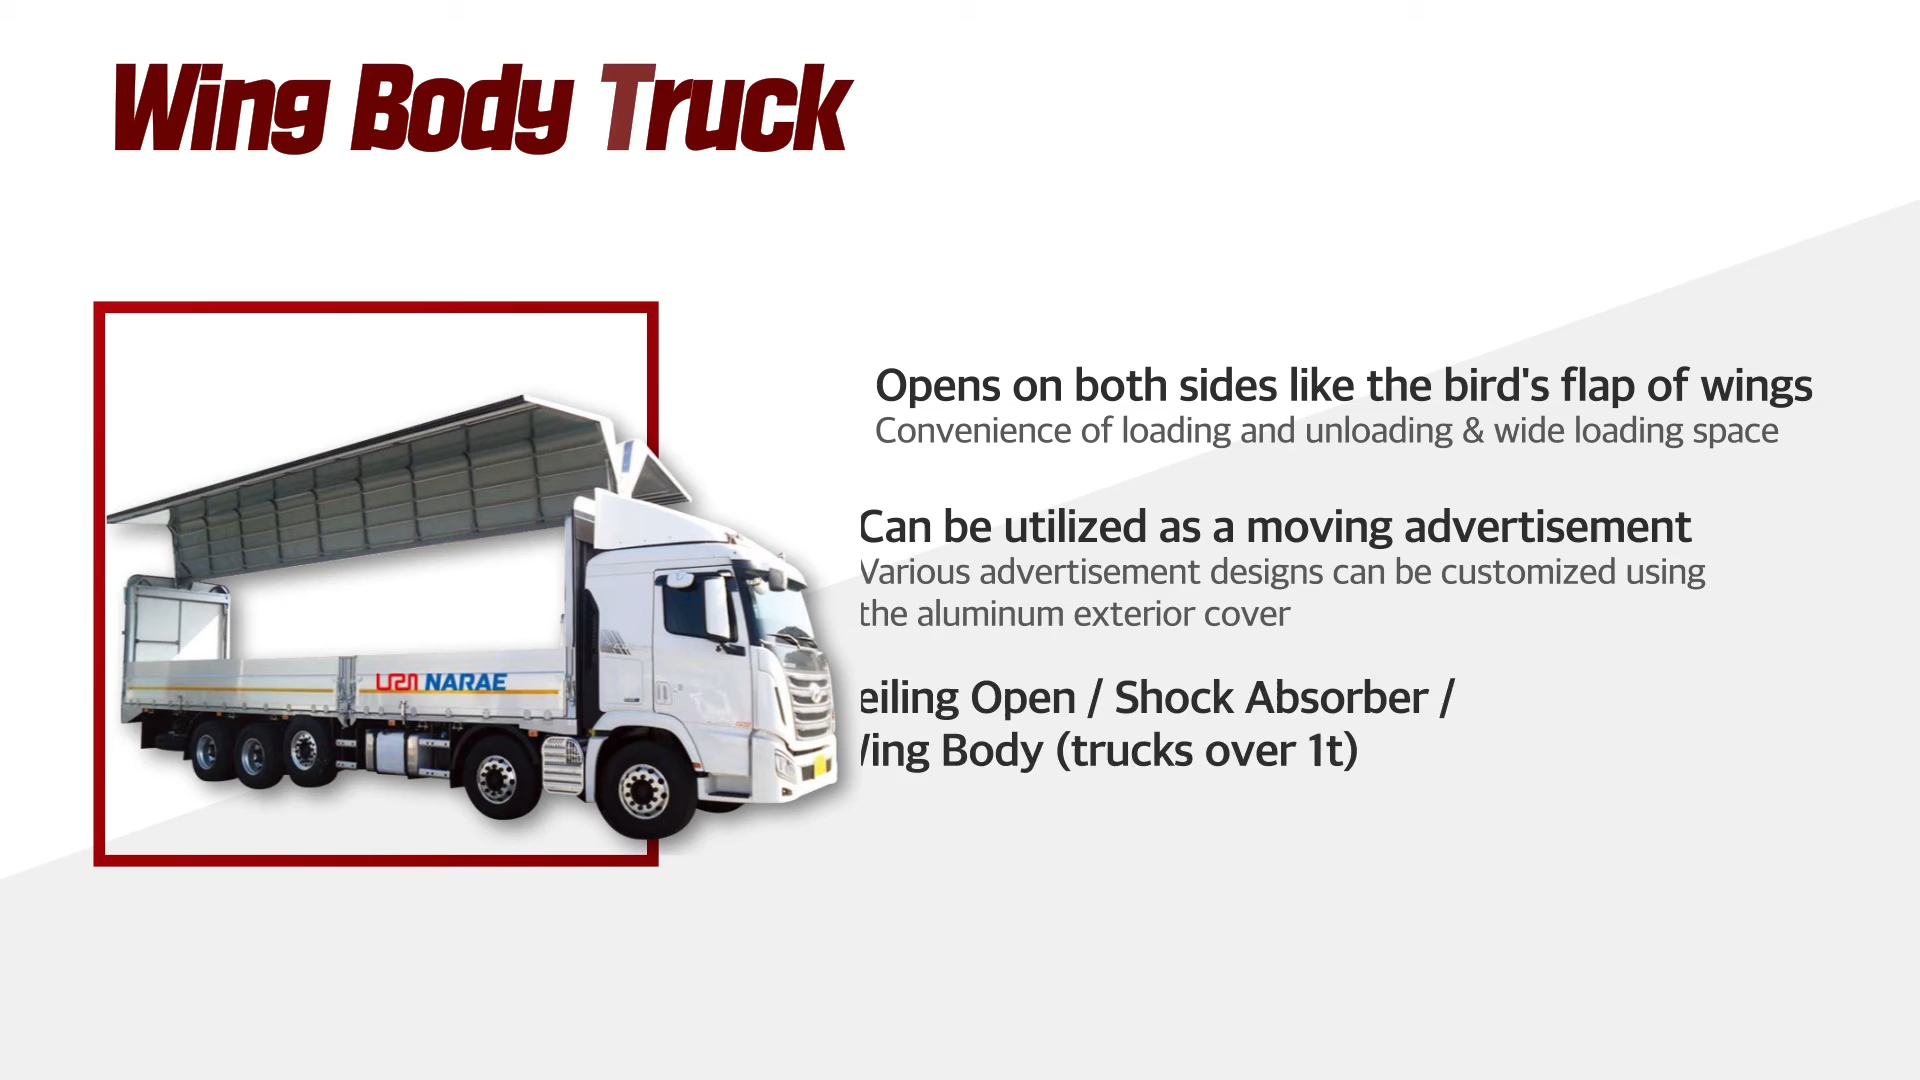 Wing Body Truck
Opens on both sides like the bird's flap of wings
Convenience of loading and unloading & wide loading space
Can be utilized as a moving advertisement
Various advertisement designs can be customized using
the aluminum exterior cover
eiling Open / Shock Absorber /
ing Body (trucks over 1t)
NARAE